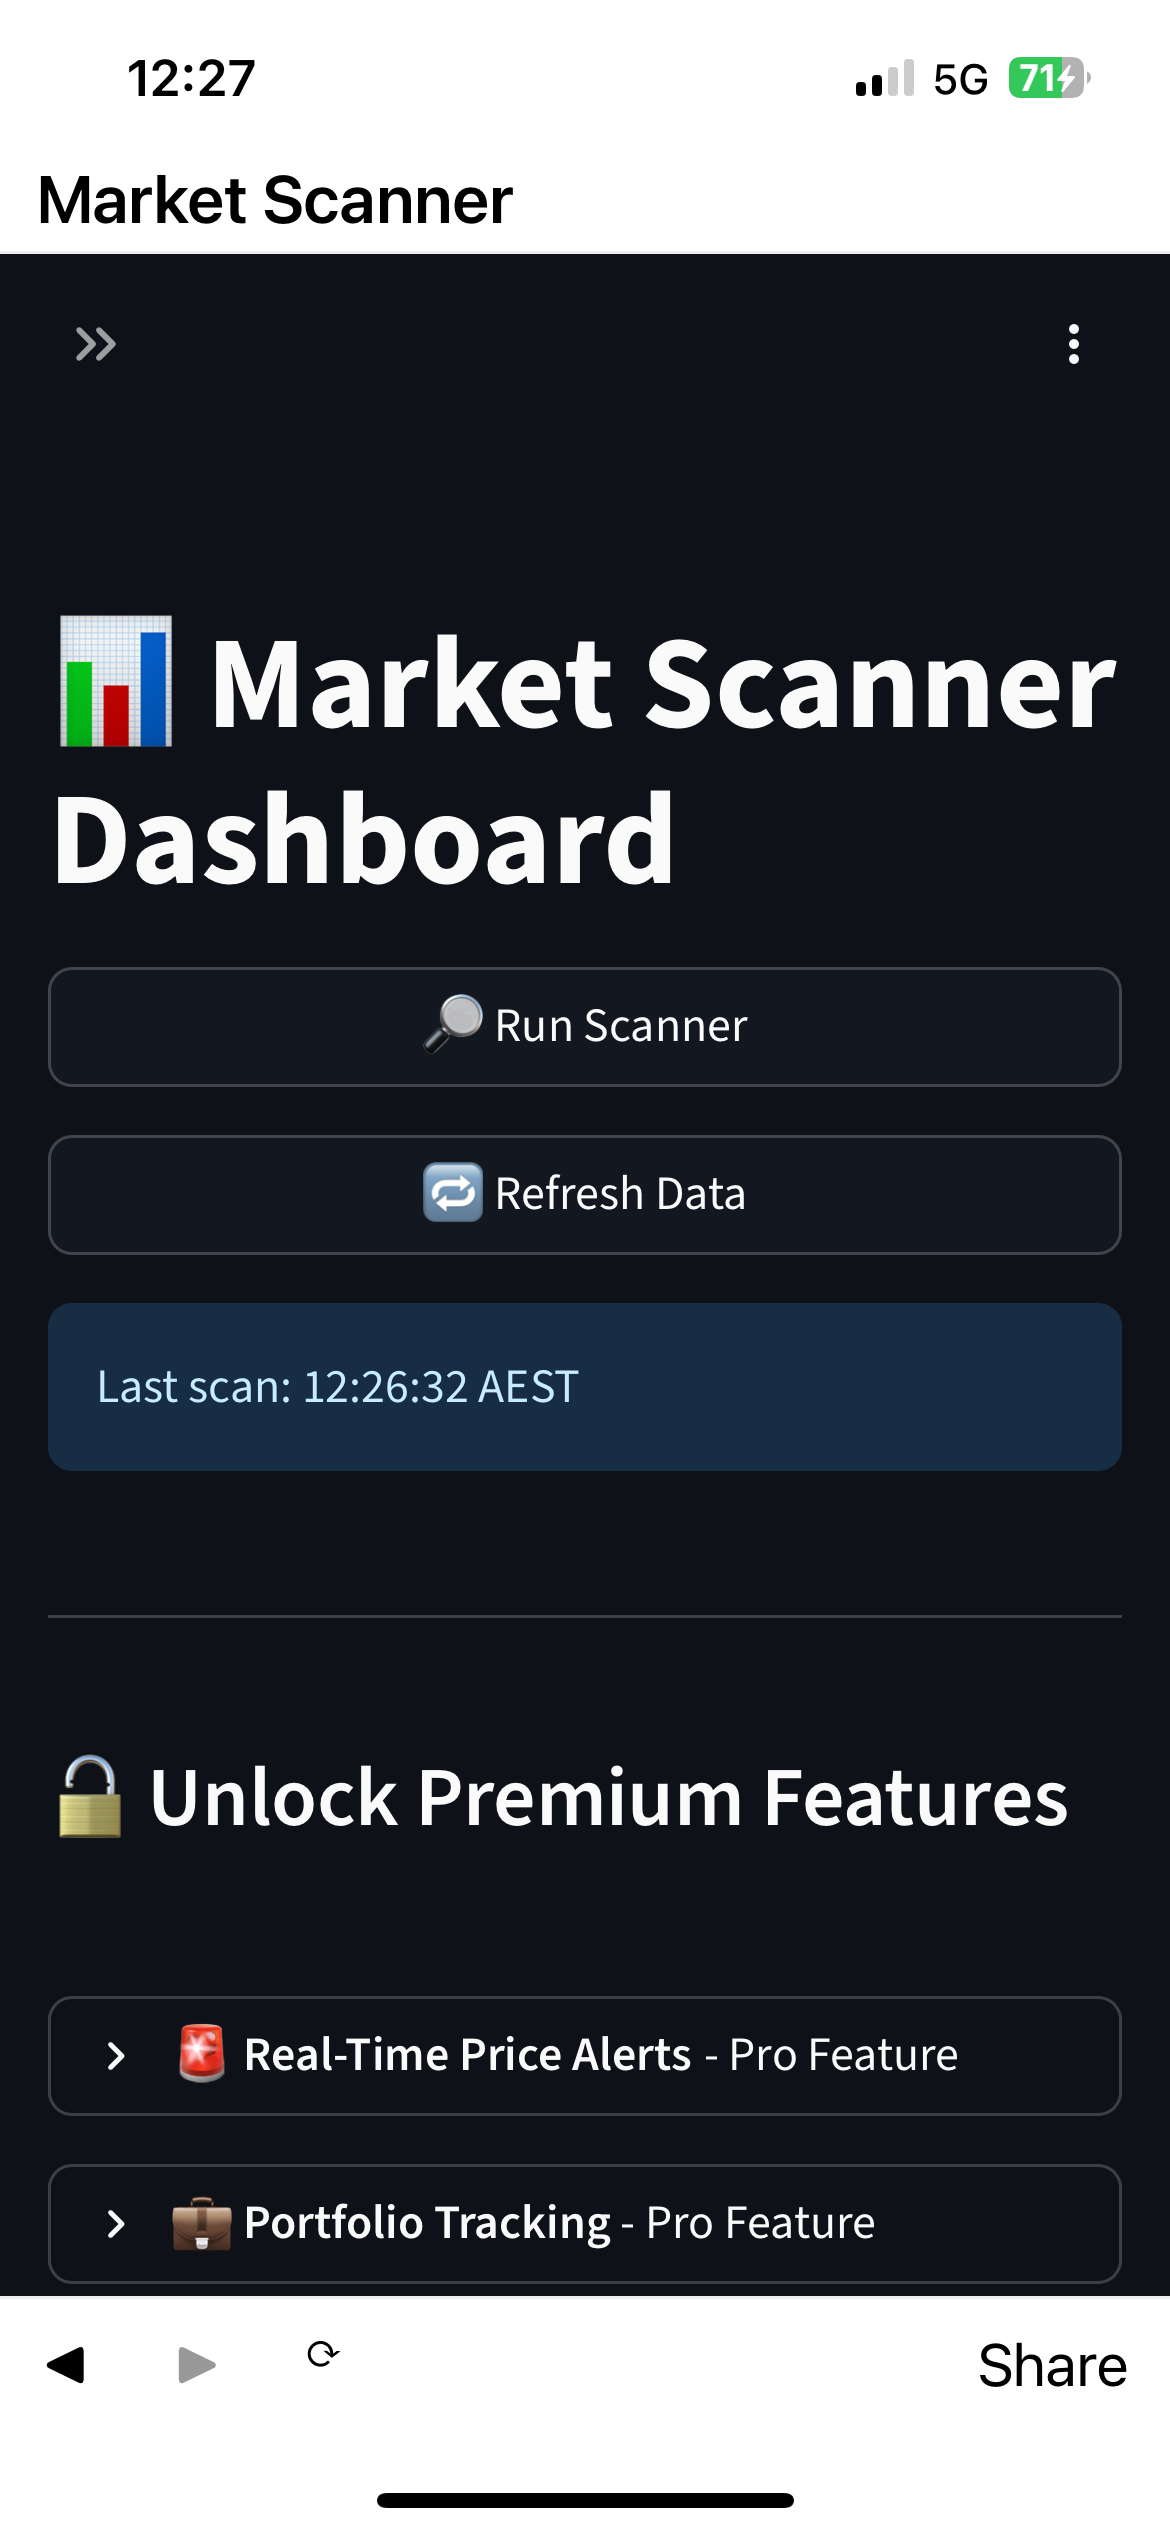 12:27
5G
71
Market Scanner
Market Scanner
Dashboard
Run Scanner
Refresh Data
Last scan: 12:26:32 AEST
Unlock Premium Features
Real-Time Price Alerts - Pro Feature
Portfolio Tracking - Pro Feature
Share